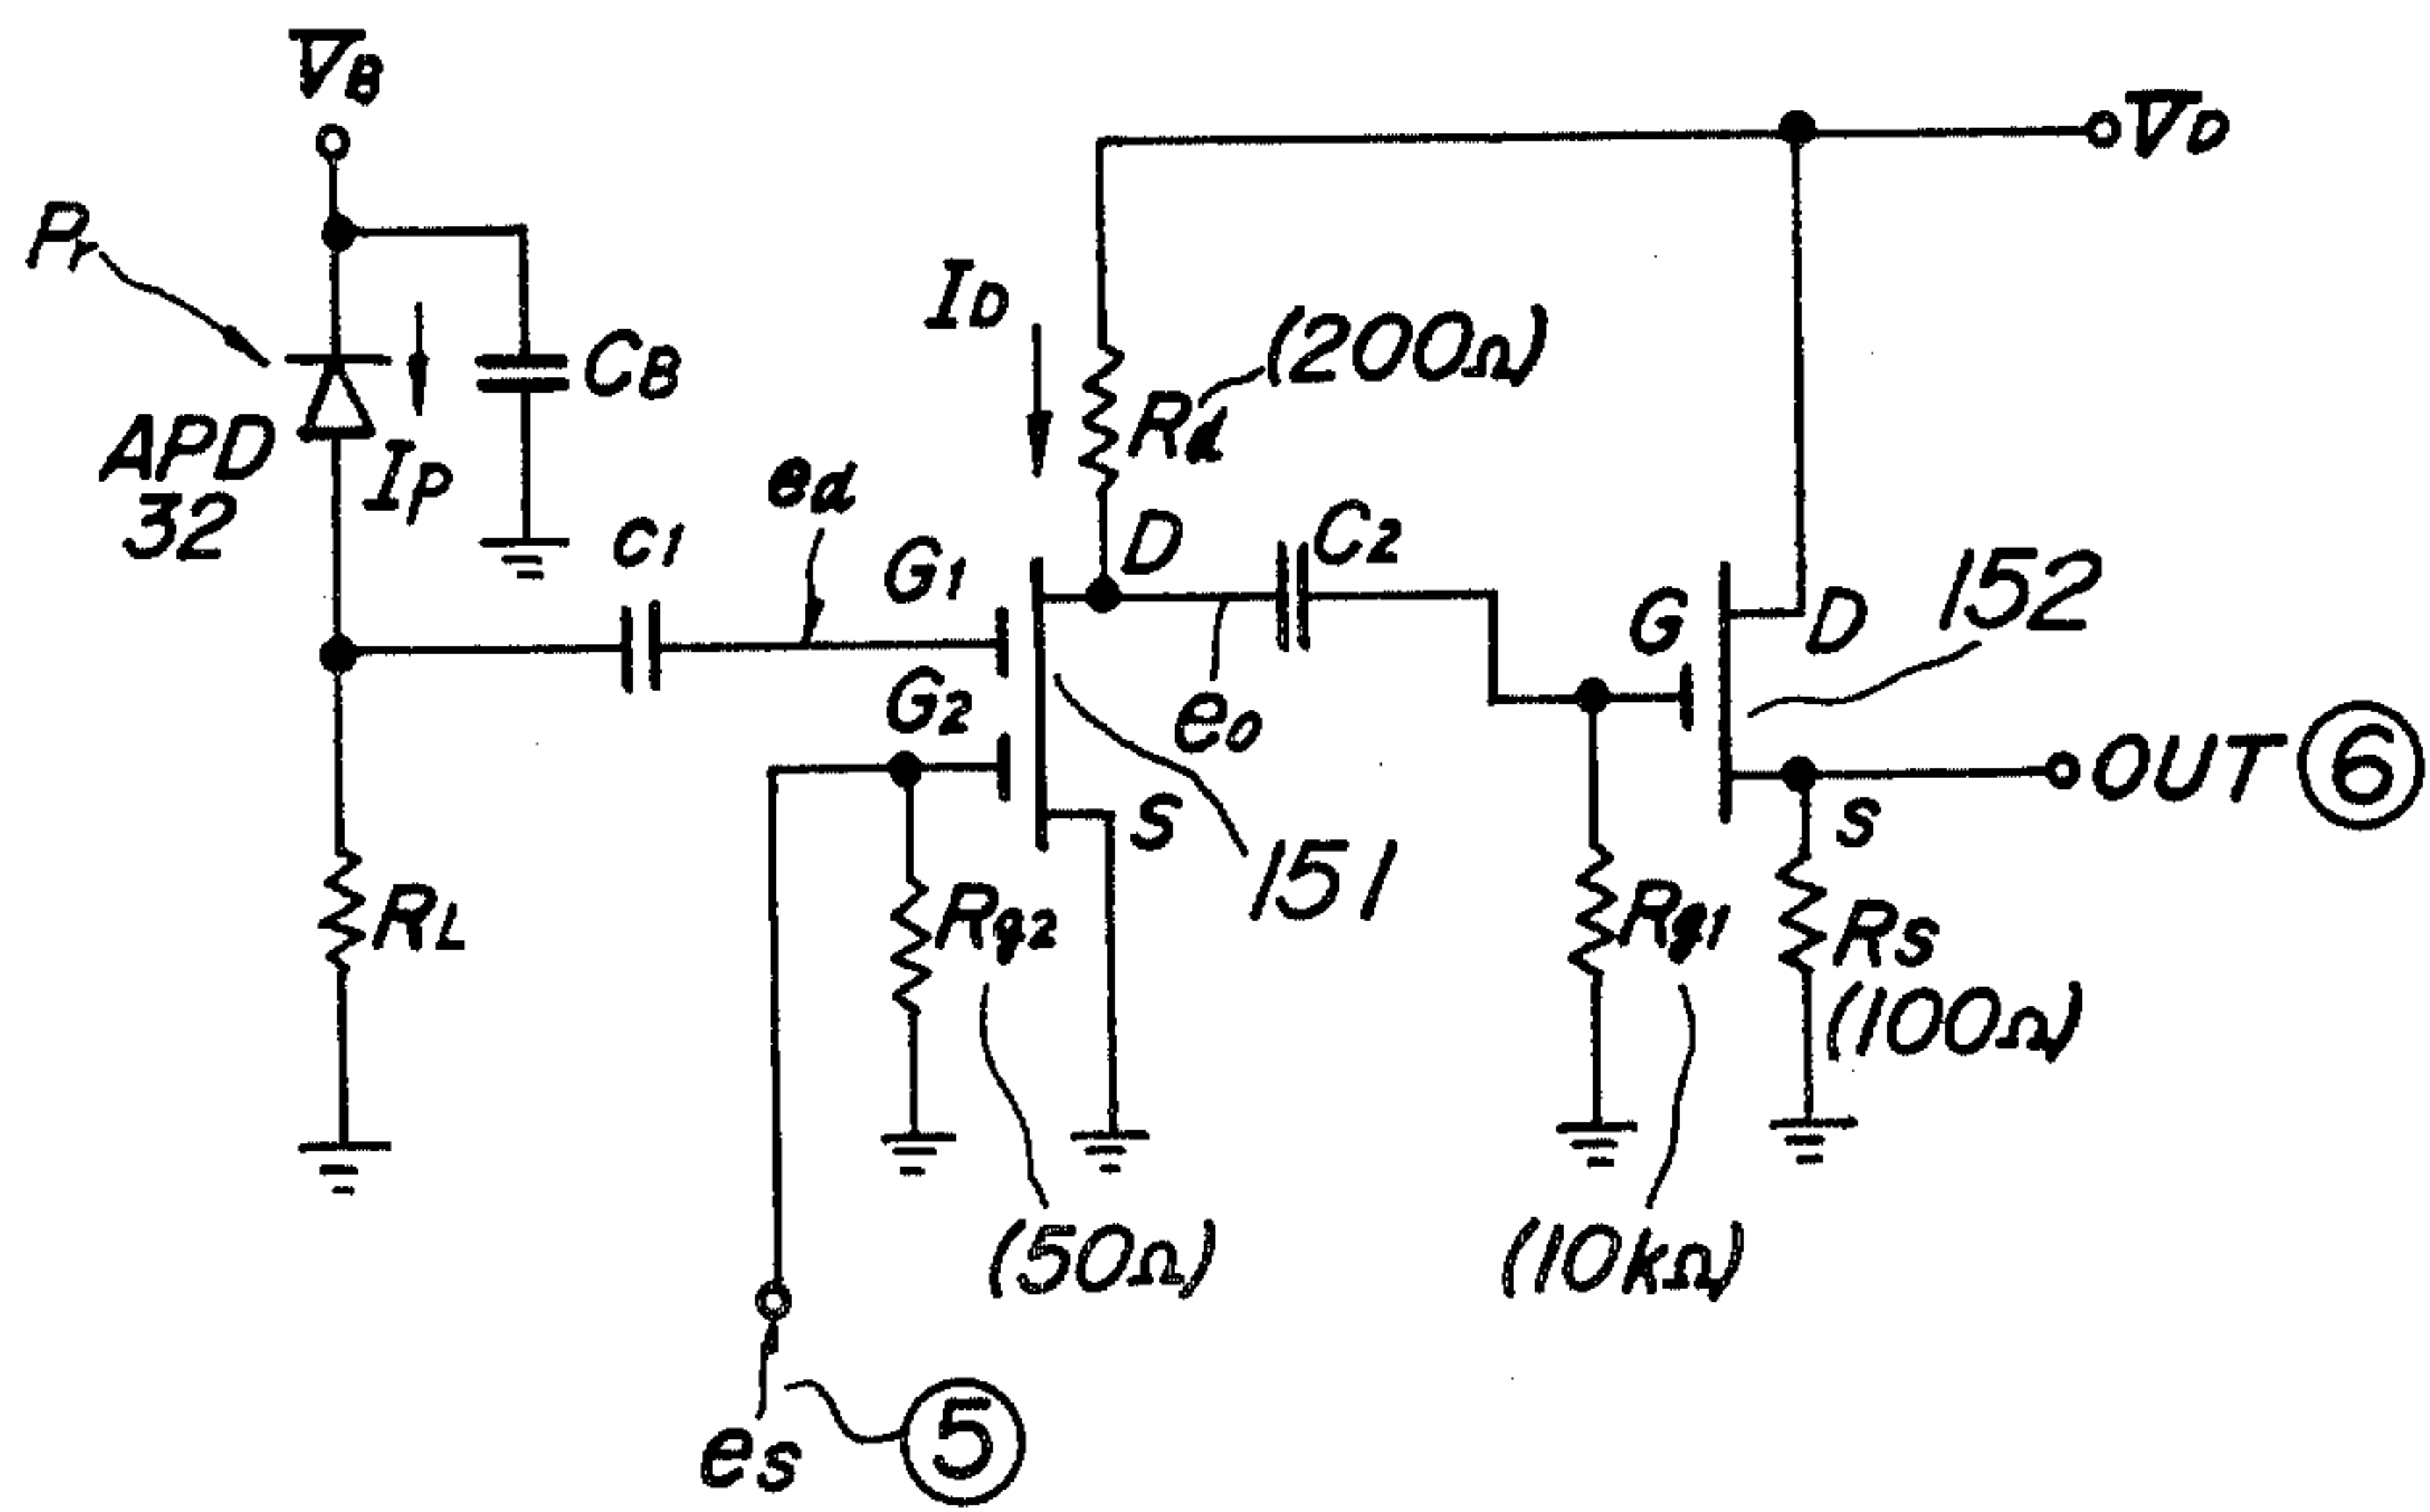 VB
VD
Pr
ID
(200Ω)
CB
Rd
APD
32
IP
ed
C1
G1
D
C2
152
G
D
G2
eo
OUT ⑥
S
S
151
RL
Rg2
Rg1
RS
(100Ω)
(50Ω)
(10kΩ)
es
⑤